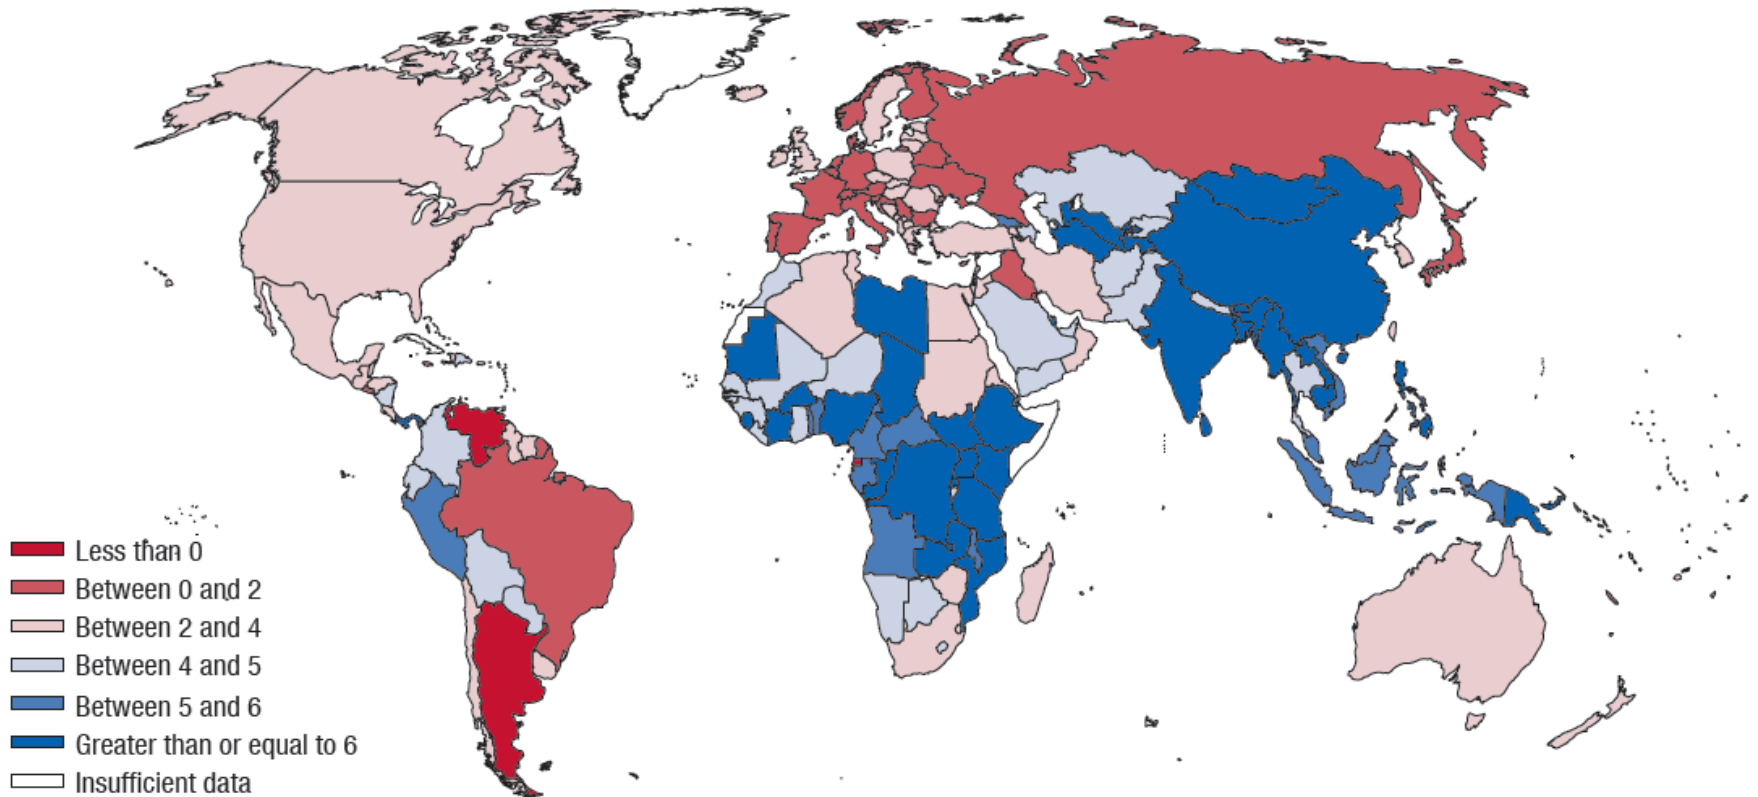 Less than 0
Between 0 and 2
Between 2 and 4
Between 4 and 5
Between 5 and 6
Greater than or equal to 6
Insufficient data